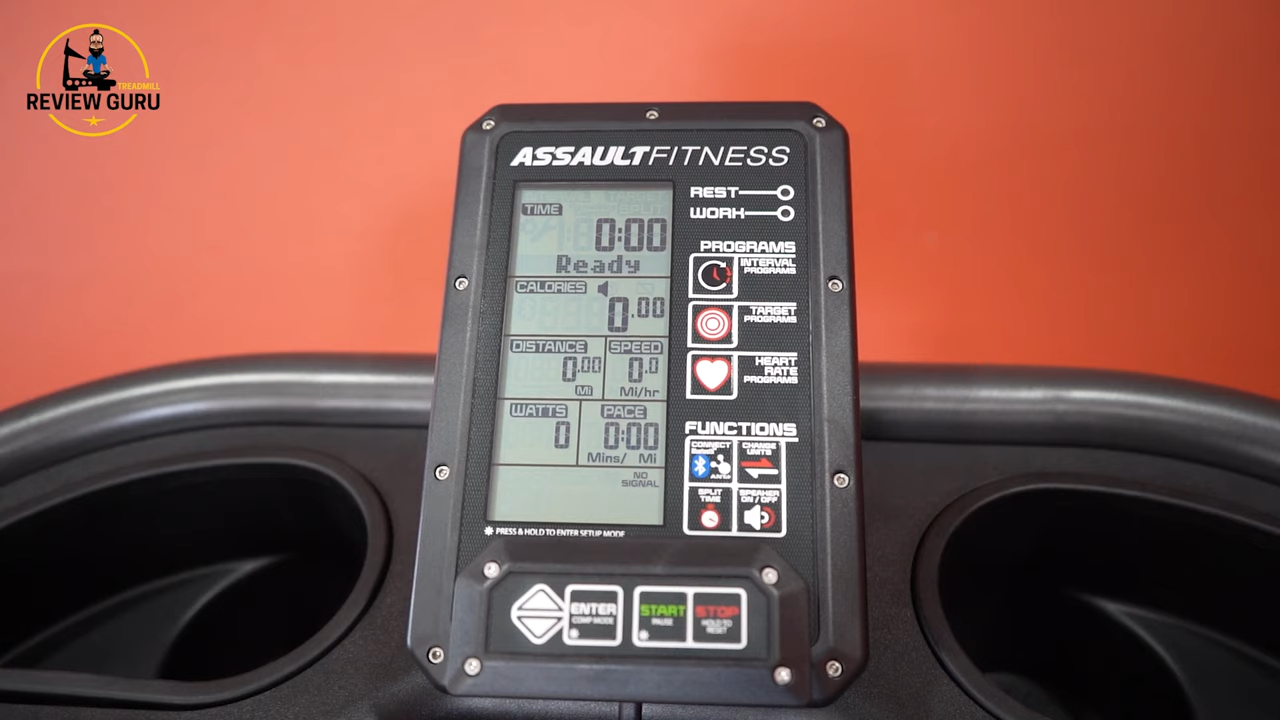 TREADMILL
REVIEW GURU
ASSAULTFITNESS
REST
WORK
TIME
0:00
Ready
CALORIES
0.00
DISTANCE
0.00
Mi
SPEED
0.0
Mi/hr
WATTS
0
PACE
0:00
Mins/ Mi
NO
SIGNAL
PROGRAMS
INTERVAL
PROGRAMS
TARGET
PROGRAMS
HEART
RATE
PROGRAMS
FUNCTIONS
CONNECT
ANT+
CHANGE
UNITS
SPLIT
TIME
SPEAKER
ON / OFF
PRESS & HOLD TO ENTER SETUP MODE
ENTER
COMP MODE
START
PAUSE
STOP
HOLD TO
RESET